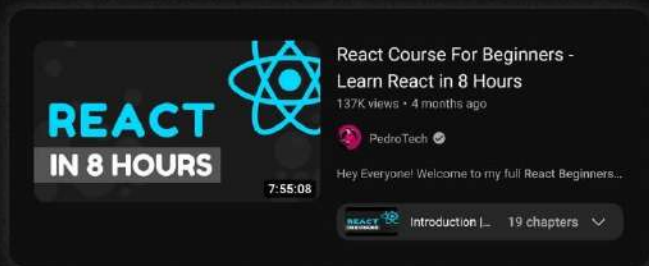 REACT
IN 8 HOURS
7:55:08
React Course For Beginners -
Learn React in 8 Hours
137K views • 4 months ago
PedroTech
Hey Everyone! Welcome to my full React Beginners...
REACT
Introduction |...
19 chapters